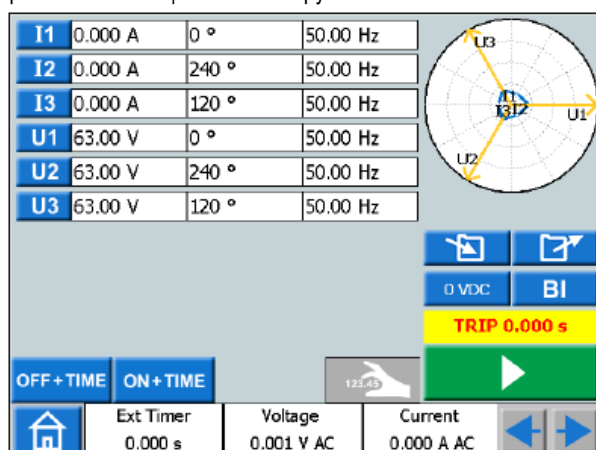 I1 0.000 A 0 ° 50.00 Hz
I2 0.000 A 240 ° 50.00 Hz
I3 0.000 A 120 ° 50.00 Hz
U1 63.00 V 0 ° 50.00 Hz
U2 63.00 V 240 ° 50.00 Hz
U3 63.00 V 120 ° 50.00 Hz
U3
I1
I3 I2
U1
U2
0 VDC BI
TRIP 0.000 s
OFF+TIME ON+TIME
123.45
Ext Timer Voltage Current
0.000 s 0.001 V AC 0.000 A AC